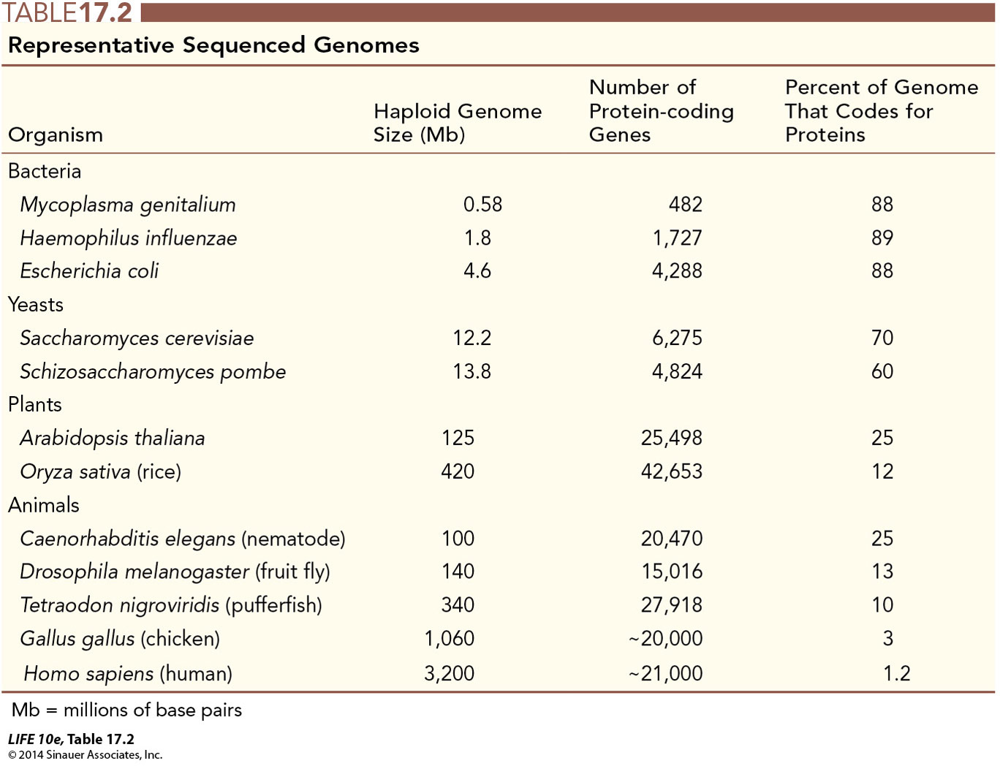 TABLE 17.2
Representative Sequenced Genomes
Organism Haploid Genome Size (Mb) Number of Protein-coding Genes Percent of Genome That Codes for Proteins
Bacteria
Mycoplasma genitalium 0.58 482 88
Haemophilus influenzae 1.8 1,727 89
Escherichia coli 4.6 4,288 88
Yeasts
Saccharomyces cerevisiae 12.2 6,275 70
Schizosaccharomyces pombe 13.8 4,824 60
Plants
Arabidopsis thaliana 125 25,498 25
Oryza sativa (rice) 420 42,653 12
Animals
Caenorhabditis elegans (nematode) 100 20,470 25
Drosophila melanogaster (fruit fly) 140 15,016 13
Tetraodon nigroviridis (pufferfish) 340 27,918 10
Gallus gallus (chicken) 1,060 ~20,000 3
Homo sapiens (human) 3,200 ~21,000 1.2
Mb = millions of base pairs
LIFE 10e, Table 17.2
© 2014 Sinauer Associates, Inc.